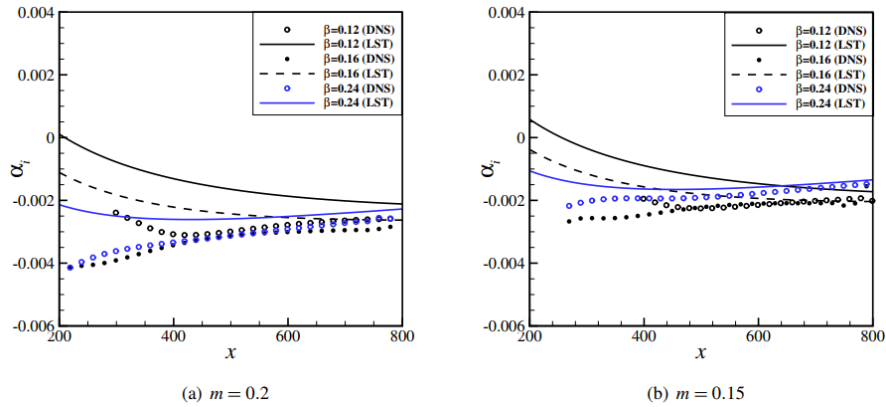 0.004
0.002
0
-0.002
-0.004
-0.006
αi
200
400
600
800
x
β=0.12 (DNS)
β=0.12 (LST)
β=0.16 (DNS)
β=0.16 (LST)
β=0.24 (DNS)
β=0.24 (LST)
(a) m = 0.2
0.004
0.002
0
-0.002
-0.004
-0.006
αi
200
400
600
800
x
β=0.12 (DNS)
β=0.12 (LST)
β=0.16 (DNS)
β=0.16 (LST)
β=0.24 (DNS)
β=0.24 (LST)
(b) m = 0.15